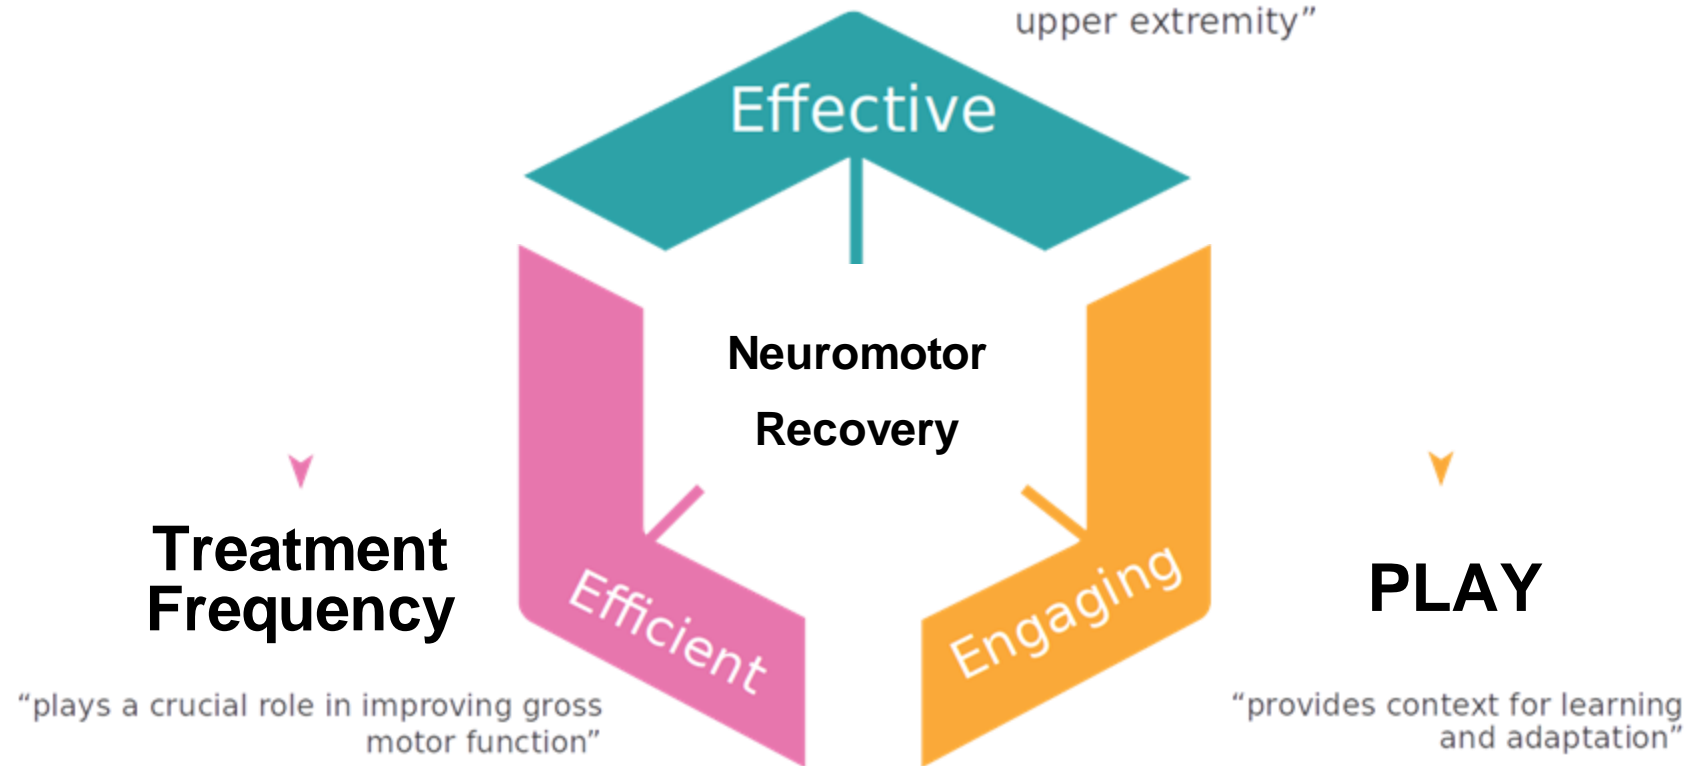 upper extremity”
Effective
Neuromotor
Recovery
Treatment
Frequency
“plays a crucial role in improving gross
motor function”
Efficient
Engaging
PLAY
“provides context for learning
and adaptation”